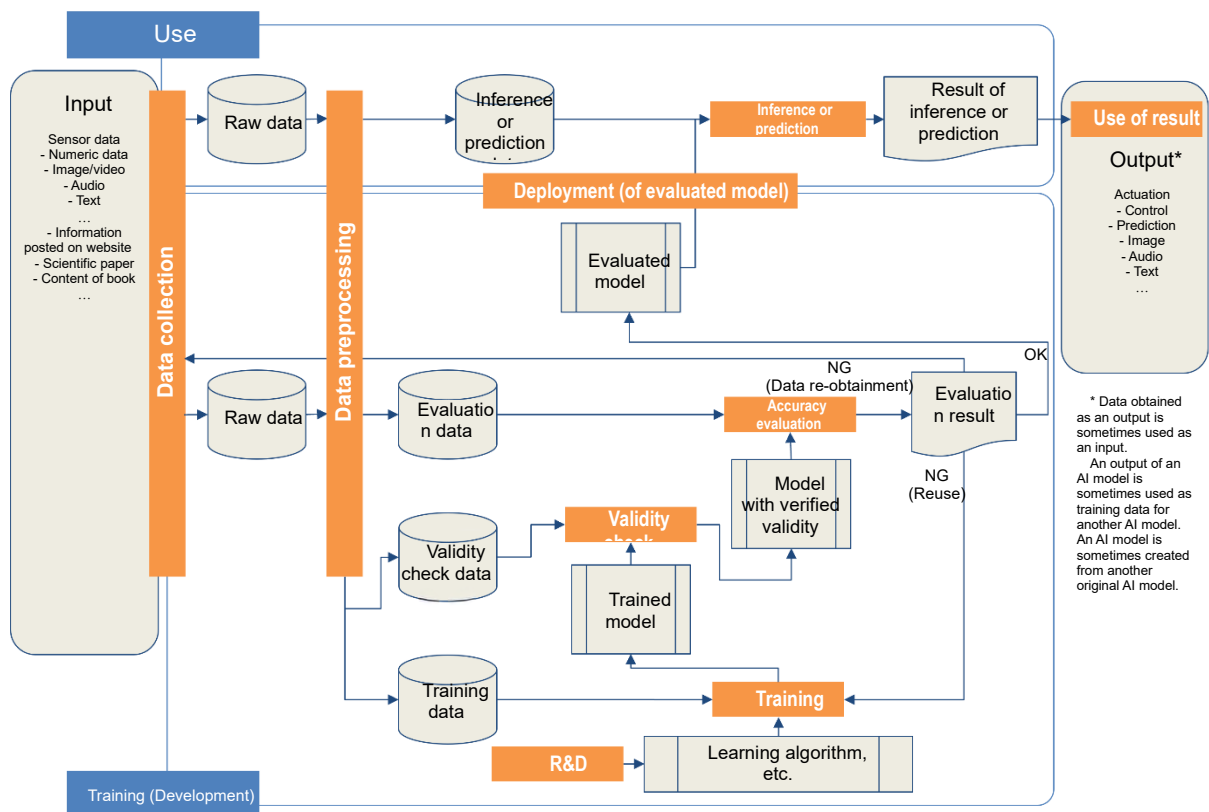 Use
Input
Sensor data
- Numeric data
- Image/video
- Audio
- Text
…
- Information
posted on website
- Scientific paper
- Content of book
…
Data collection
Raw data
Data preprocessing
Inference
or
prediction
Inference or
prediction
Result of
inference or
prediction
Use of result
Output*
Actuation
- Control
- Prediction
- Image
- Audio
- Text
…
Deployment (of evaluated model)
Evaluated
model
OK
NG
(Data re-obtainment)
Raw data
Evaluatio
n data
Accuracy
evaluation
Evaluatio
n result
NG
(Reuse)
* Data obtained
as an output is
sometimes used as
an input.
An output of an
AI model is
sometimes used as
training data for
another AI model.
An AI model is
sometimes created
from another
original AI model.
Model
with verified
validity
Validity
Validity
check data
Trained
model
Training
data
Training
R&D
Learning algorithm,
etc.
Training (Development)